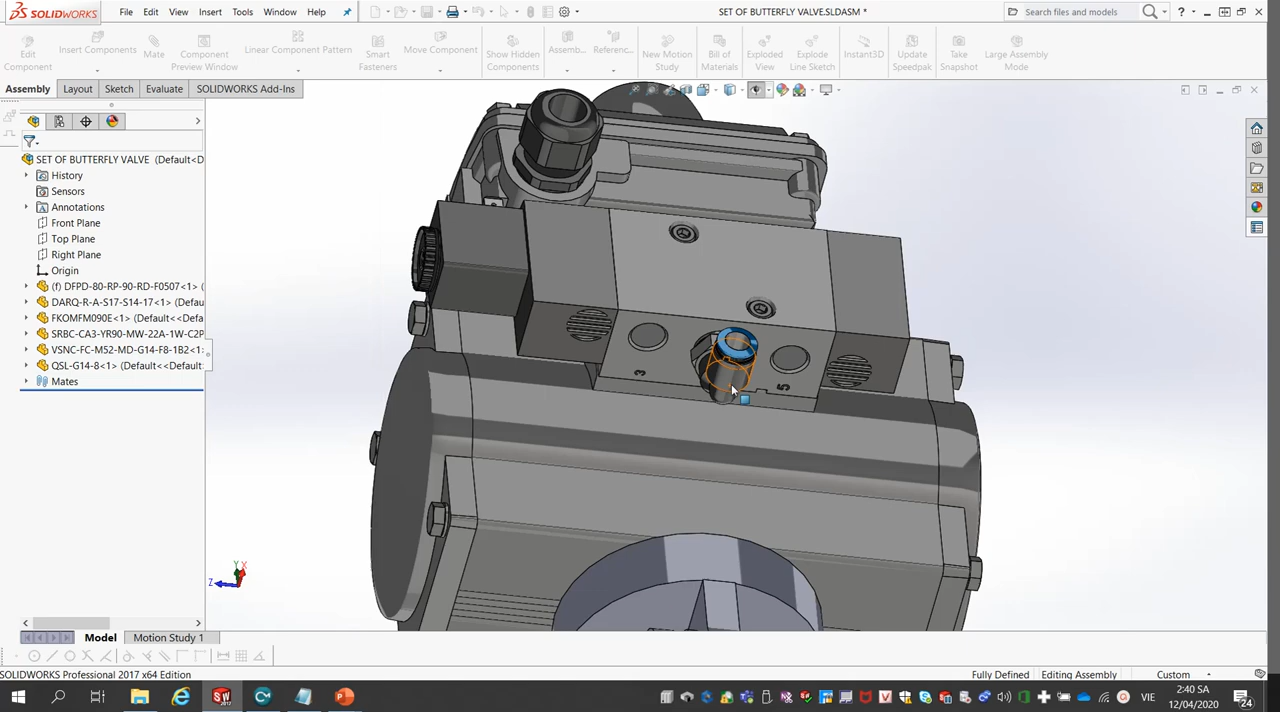 SOLIDWORKS File Edit View Insert Tools Window Help SET OF BUTTERFLY VALVE.SLDASM * Search files and models ?
Edit Component Insert Components Mate Component Preview Window Linear Component Pattern Smart Fasteners Move Component Show Hidden Components Assemb... Referenc... New Motion Study Bill of Materials Exploded View Explode Line Sketch Instant3D Update Speedpak Take Snapshot Large Assembly Mode
Assembly Layout Sketch Evaluate SOLIDWORKS Add-Ins
SET OF BUTTERFLY VALVE (Default<D
History
Sensors
Annotations
Front Plane
Top Plane
Right Plane
Origin
(f) DFPD-80-RP-90-RD-F0507<1> (
DARQ-R-A-S17-S14-17<1> (Defau
FKOMFM090E<1> (Default<<Defau
SRBC-CA3-YR90-MW-22A-1W-C2P
VSNC-FC-M52-MD-G14-F8-1B2<1>
QSL-G14-8<1> (Default<<Default>
Mates
3 5
Z Y X
Model Motion Study 1
SOLIDWORKS Professional 2017 x64 Edition Fully Defined Editing Assembly Custom
VIE 2:40 SA
12/04/2020
24